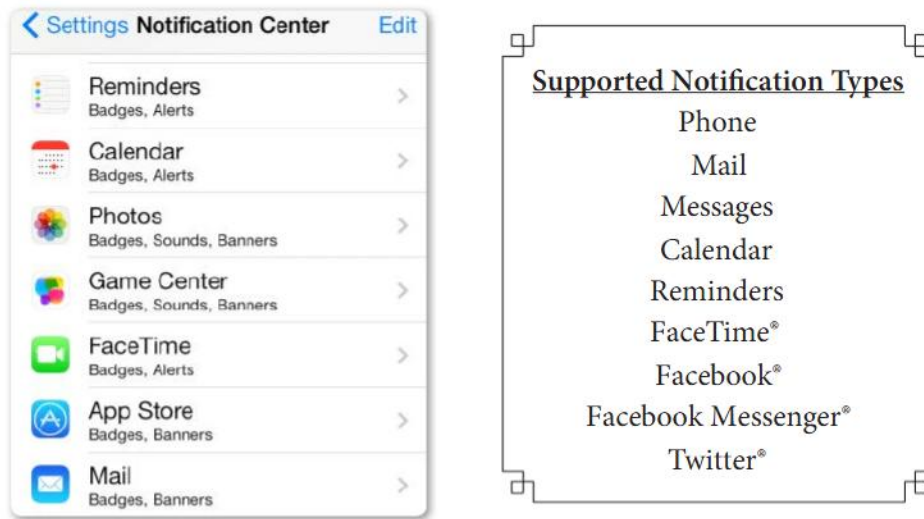 Settings Notification Center Edit
Reminders
Badges, Alerts
Calendar
Badges, Alerts
Photos
Badges, Sounds, Banners
Game Center
Badges, Sounds, Banners
FaceTime
Badges, Alerts
App Store
Badges, Banners
Mail
Badges, Banners
Supported Notification Types
Phone
Mail
Messages
Calendar
Reminders
FaceTime®
Facebook®
Facebook Messenger®
Twitter®